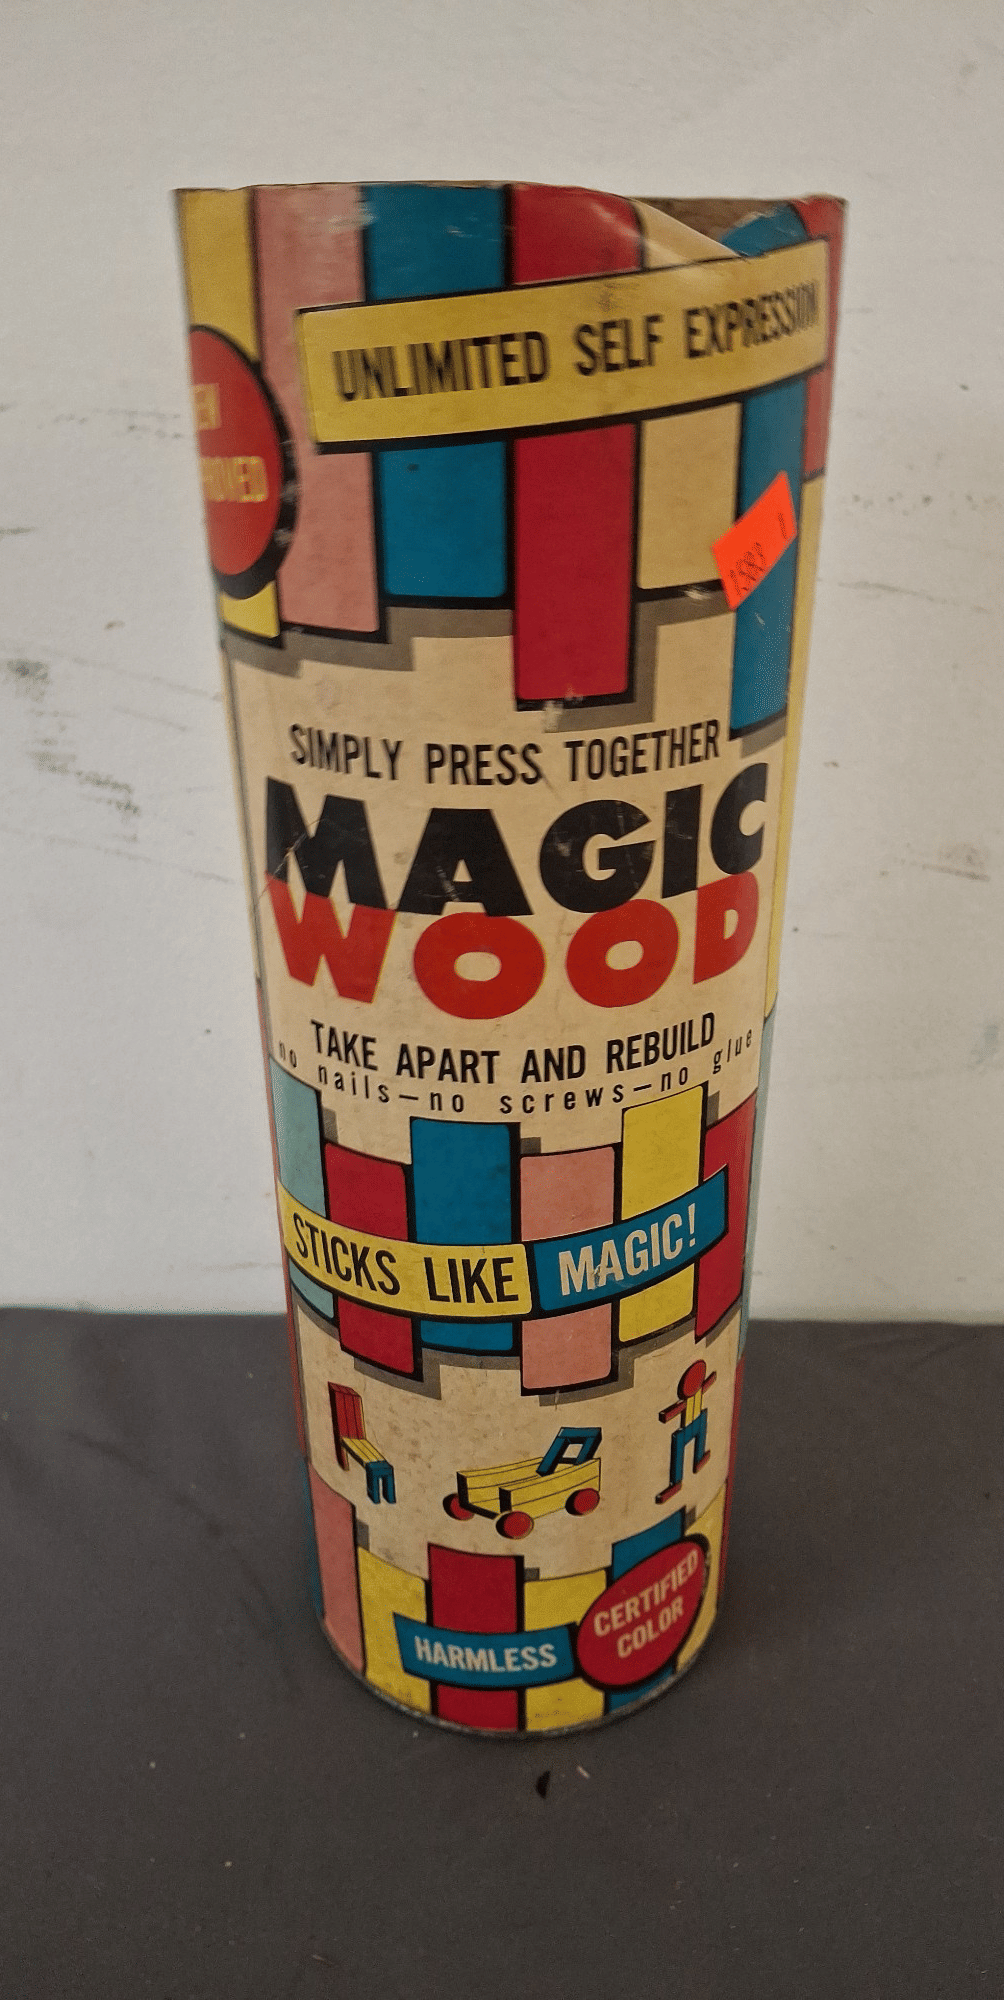 UNLIMITED SELF EXPRESSION
SIMPLY PRESS TOGETHER
MAGIC
WOOD
TAKE APART AND REBUILD
no nails—no screws—no glue
STICKS LIKE MAGIC!
HARMLESS
CERTIFIED
COLOR